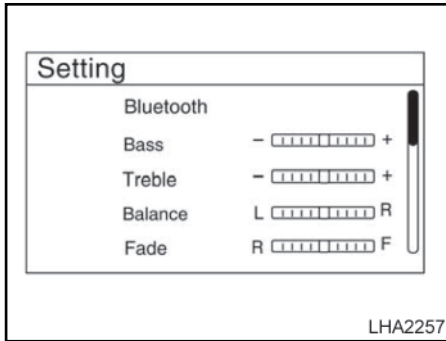 Setting
Bluetooth
Bass - +
Treble - +
Balance L R
Fade R F
LHA2257